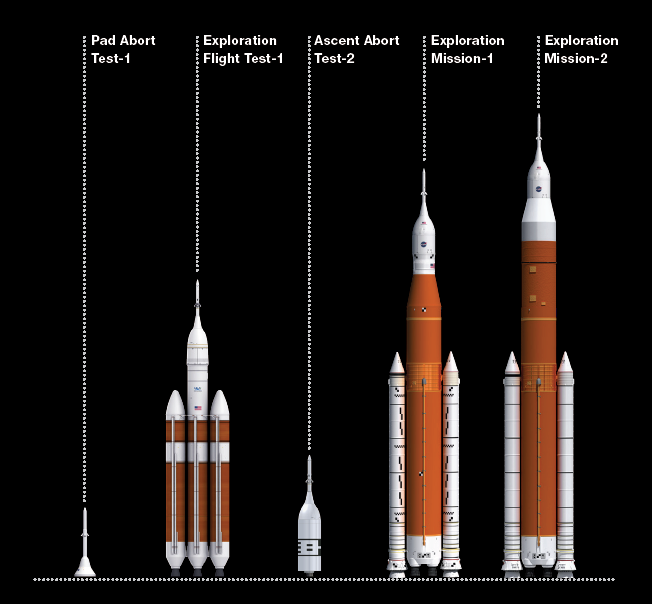 Pad Abort
Test-1
Exploration
Flight Test-1
Ascent Abort
Test-2
Exploration
Mission-1
Exploration
Mission-2